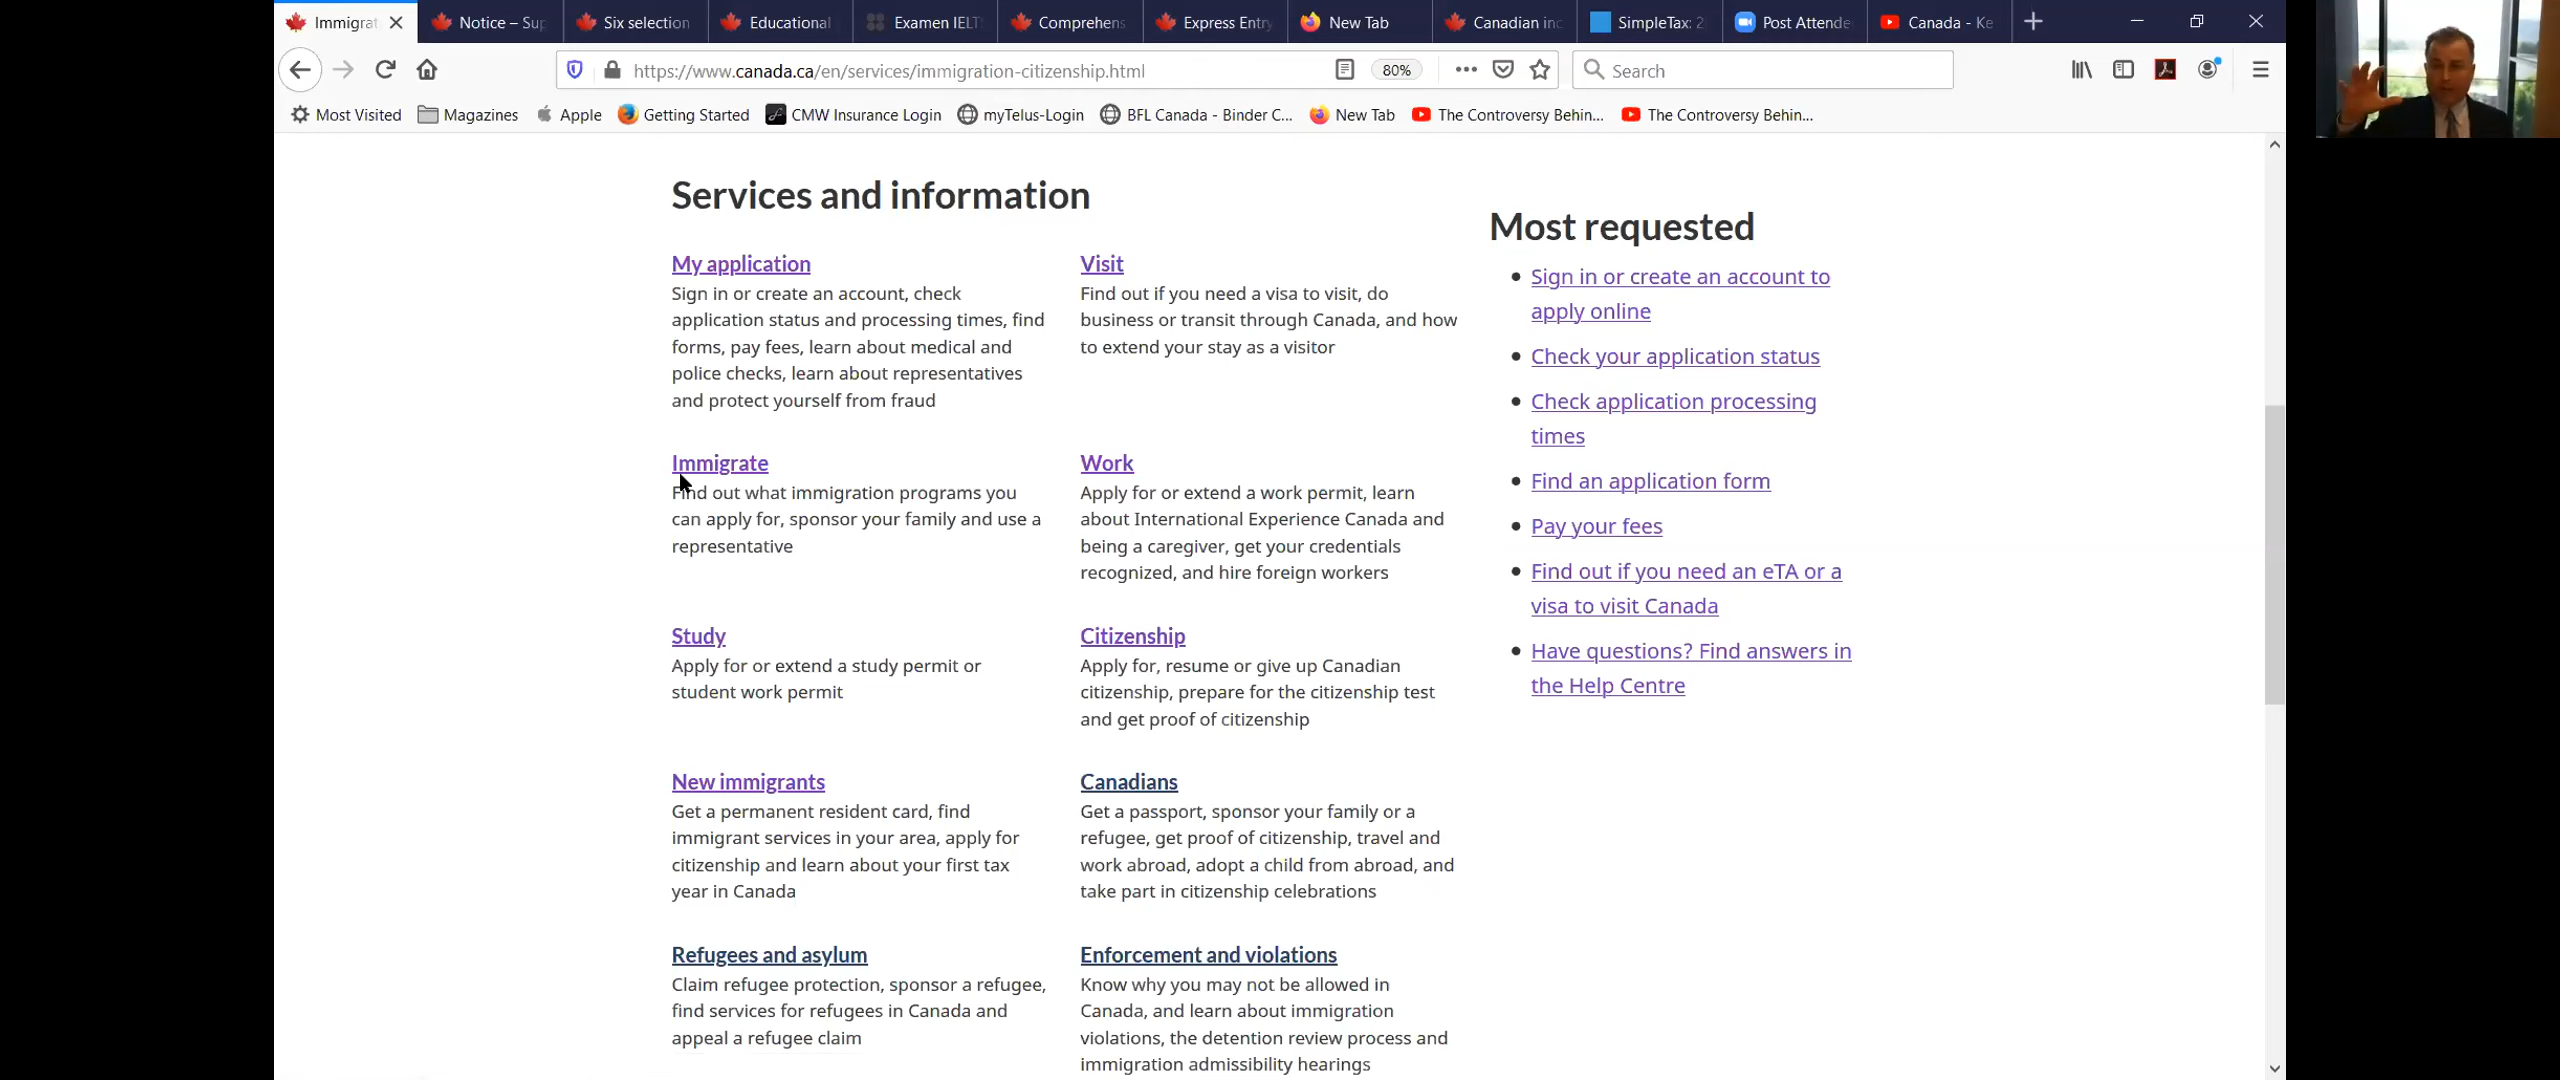 Immigrat
Notice – Sup
Six selection
Educational
Examen IELT
Comprehens
Express Entry
New Tab
Canadian inc
SimpleTax: 2
Post Attende
Canada - Ke
https://www.canada.ca/en/services/immigration-citizenship.html
80%
Search
Most Visited
Magazines
Apple
Getting Started
CMW Insurance Login
myTelus-Login
BFL Canada - Binder C...
New Tab
The Controversy Behin...
The Controversy Behin...
Services and information
My application
Sign in or create an account, check
application status and processing times, find
forms, pay fees, learn about medical and
police checks, learn about representatives
and protect yourself from fraud
Visit
Find out if you need a visa to visit, do
business or transit through Canada, and how
to extend your stay as a visitor
Immigrate
Find out what immigration programs you
can apply for, sponsor your family and use a
representative
Work
Apply for or extend a work permit, learn
about International Experience Canada and
being a caregiver, get your credentials
recognized, and hire foreign workers
Study
Apply for or extend a study permit or
student work permit
Citizenship
Apply for, resume or give up Canadian
citizenship, prepare for the citizenship test
and get proof of citizenship
New immigrants
Get a permanent resident card, find
immigrant services in your area, apply for
citizenship and learn about your first tax
year in Canada
Canadians
Get a passport, sponsor your family or a
refugee, get proof of citizenship, travel and
work abroad, adopt a child from abroad, and
take part in citizenship celebrations
Refugees and asylum
Claim refugee protection, sponsor a refugee,
find services for refugees in Canada and
appeal a refugee claim
Enforcement and violations
Know why you may not be allowed in
Canada, and learn about immigration
violations, the detention review process and
immigration admissibility hearings
Most requested
Sign in or create an account to
apply online
Check your application status
Check application processing
times
Find an application form
Pay your fees
Find out if you need an eTA or a
visa to visit Canada
Have questions? Find answers in
the Help Centre